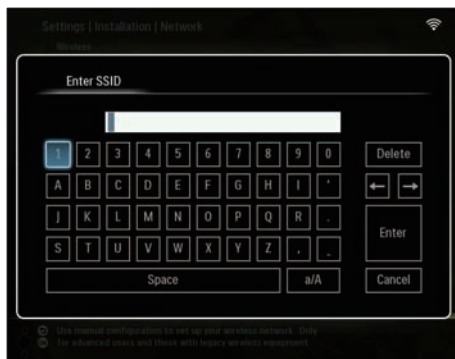 Settings | Installation | Network
Wireless
Enter SSID
1 2 3 4 5 6 7 8 9 0 Delete
A B C D E F G H I ' ← →
J K L M N O P Q R . Enter
S T U V W X Y Z , _
Space a/A Cancel
Use manual configuration to set up your wireless network. Only
for advanced users and those with legacy wireless equipment.